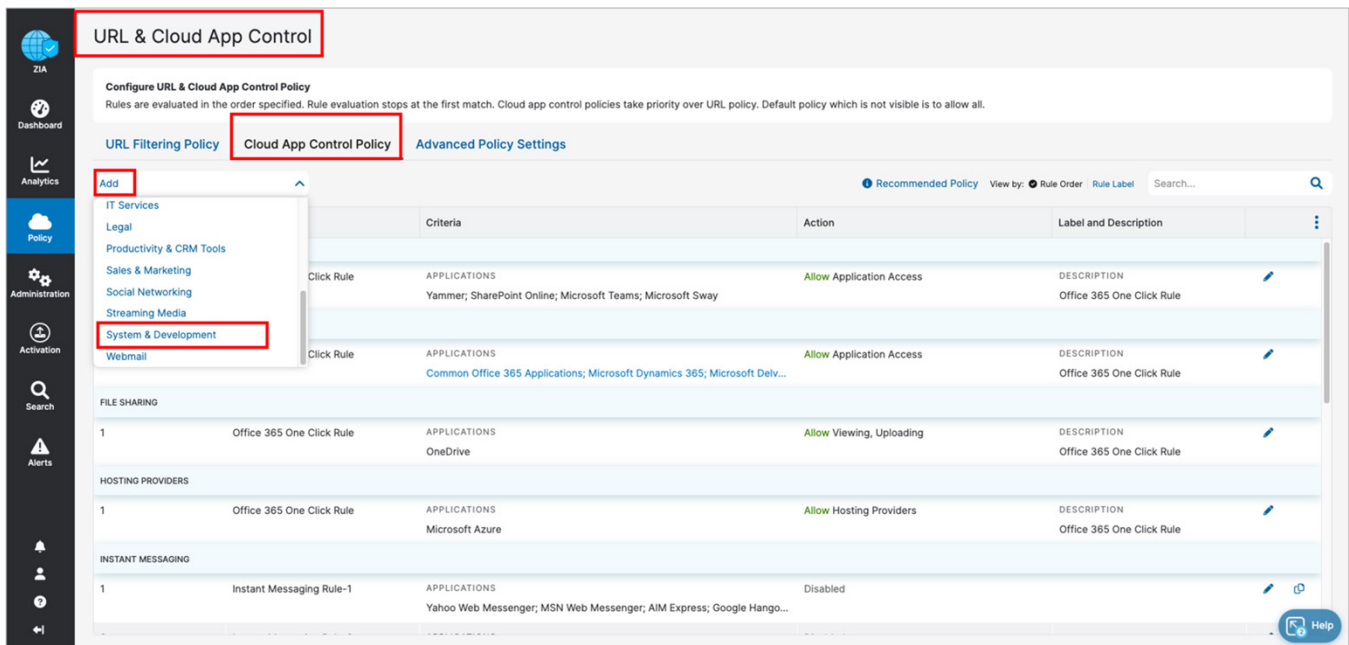 URL & Cloud App Control
ZIA
Configure URL & Cloud App Control Policy
Rules are evaluated in the order specified. Rule evaluation stops at the first match. Cloud app control policies take priority over URL policy. Default policy which is not visible is to allow all.
Dashboard
URL Filtering Policy Cloud App Control Policy Advanced Policy Settings
Analytics
Add
Recommended Policy View by: Rule Order Rule Label Search...
IT Services
Legal
Productivity & CRM Tools
Sales & Marketing
Social Networking
Streaming Media
System & Development
Webmail
Criteria Action Label and Description
Policy
Click Rule APPLICATIONS Allow Application Access DESCRIPTION
Yammer; SharePoint Online; Microsoft Teams; Microsoft Sway Office 365 One Click Rule
Administration
Activation
Click Rule APPLICATIONS Allow Application Access DESCRIPTION
Common Office 365 Applications; Microsoft Dynamics 365; Microsoft Delv... Office 365 One Click Rule
Search
FILE SHARING
1 Office 365 One Click Rule APPLICATIONS Allow Viewing, Uploading DESCRIPTION
OneDrive Office 365 One Click Rule
Alerts
HOSTING PROVIDERS
1 Office 365 One Click Rule APPLICATIONS Allow Hosting Providers DESCRIPTION
Microsoft Azure Office 365 One Click Rule
INSTANT MESSAGING
1 Instant Messaging Rule-1 APPLICATIONS Disabled
Yahoo Web Messenger; MSN Web Messenger; AIM Express; Google Hango...
Help